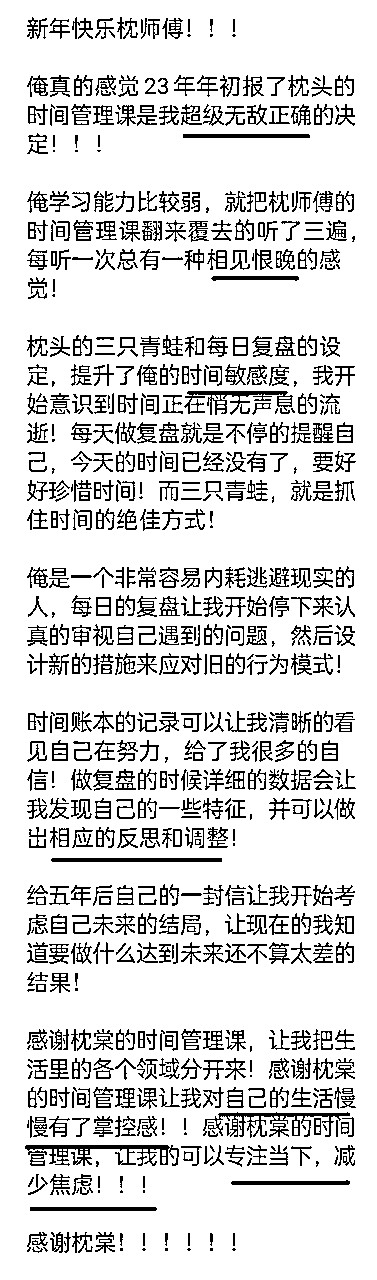 新年快乐枕师傅！！！
俺真的感觉23年年初报了枕头的
时间管理课是我超级无敌正确的决
定！！！
俺学习能力比较弱，就把枕师傅的
时间管理课翻来覆去的听了三遍，
每听一次总有一种相见恨晚的感
觉！
枕头的三只青蛙和每日复盘的设
定，提升了俺的时间敏感度，我开
始意识到时间正在悄无声息的流
逝！每天做复盘就是不停的提醒自
己，今天的时间已经没有了，要好
好珍惜时间！而三只青蛙，就是抓
住时间的绝佳方式！
俺是一个非常容易内耗逃避现实的
人，每日的复盘让我开始停下来认
真的审视自己遇到的问题，然后设
计新的措施来应对旧的行为模式！
时间账本的记录可以让我清晰的看
见自己在努力，给了我很多的自
信！做复盘的时候详细的数据会让
我发现自己的一些特征，并可以做
出相应的反思和调整！
给五年后自己的一封信让我开始考
虑自己未来的结局，让现在的我知
道要做什么达到未来还不算太差的
结果！
感谢枕棠的时间管理课，让我把生
活里的各个领域分开来！感谢枕棠
的时间管理课让我对自己的生活慢
慢有了掌控感！！感谢枕棠的时间
管理课，让我的可以专注当下，减
少焦虑！！！
感谢枕棠！！！！！！